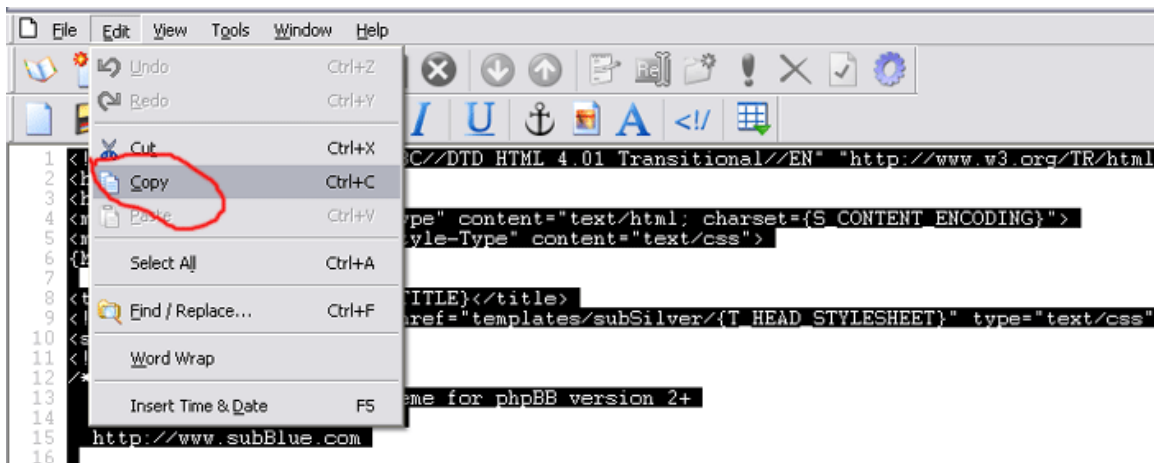 File Edit View Tools Window Help
Undo Ctrl+Z
Redo Ctrl+Y
Cut Ctrl+X
Copy Ctrl+C
Paste Ctrl+V
Select All Ctrl+A
Find / Replace... Ctrl+F
Word Wrap
Insert Time & Date F5
I U A <!/
1 <! C//DTD HTML 4.01 Transitional//EN" "http://www.w3.org/TR/html
2 <h
3 <h
4 <m ype" content="text/html; charset={S_CONTENT_ENCODING}">
5 <m yle-Type" content="text/css">
6 {M
7
8 <t ITLE}</title>
9 <! href="templates/subSilver/{T_HEAD_STYLESHEET}" type="text/css"
10 <s
11 <!
12 /*
13 eme for phpBB version 2+
14
15 http://www.subBlue.com
16